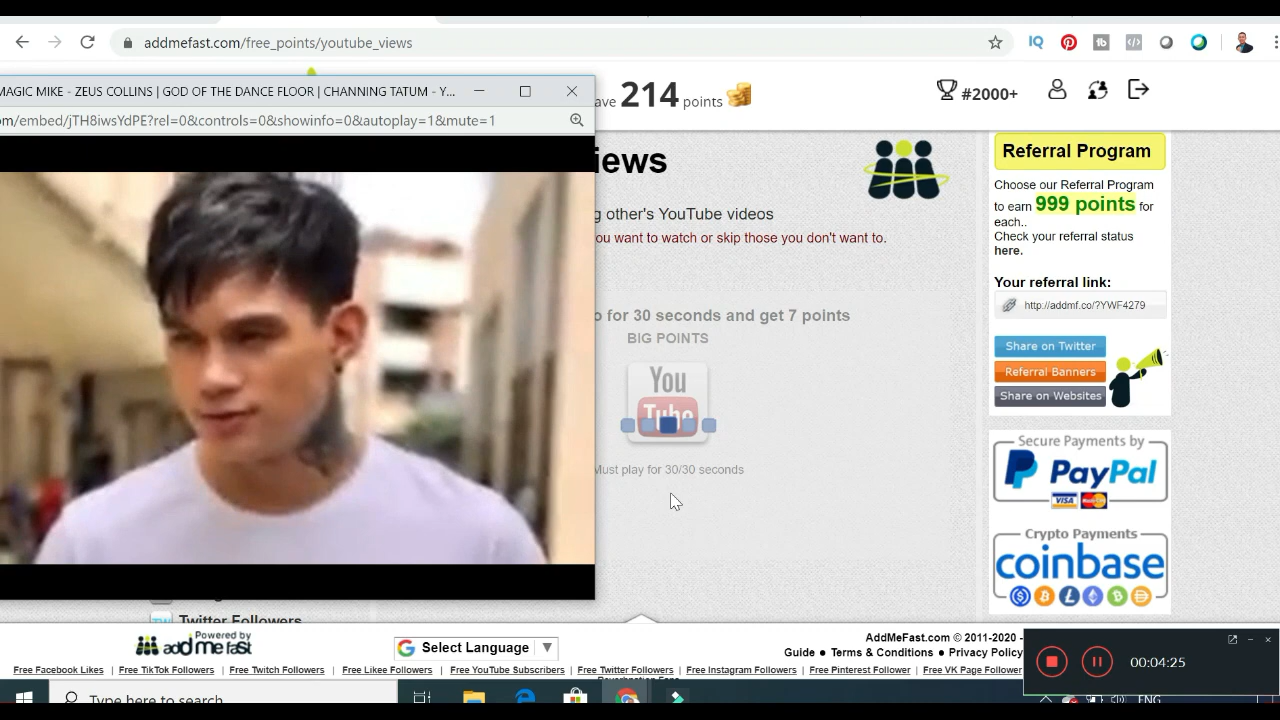 addmefast.com/free_points/youtube_views
MAGIC MIKE - ZEUS COLLINS | GOD OF THE DANCE FLOOR | CHANNING TATUM - Y...
om/embed/jTH8iwsYdPE?rel=0&controls=0&showinfo=0&autoplay=1&mute=1
ave 214 points
#2000+
iews
g other's YouTube videos
ou want to watch or skip those you don't want to.
o for 30 seconds and get 7 points
BIG POINTS
You
Tube
Must play for 30/30 seconds
Referral Program
Choose our Referral Program
to earn 999 points for
each..
Check your referral status
here.
Your referral link:
http://addmf.co/?YWF4279
Share on Twitter
Referral Banners
Share on Websites
Secure Payments by
PayPal
VISA MasterCard
Crypto Payments
coinbase
Twitter Followers
Powered by
addmefast
G Select Language ▼
AddMeFast.com © 2011-2020 -
Guide ● Terms & Conditions ● Privacy Policy
Free Facebook Likes | Free TikTok Followers | Free Twitch Followers | Free Likee Followers | Free YouTube Subscribers | Free Twitter Followers | Free Instagram Followers | Free Pinterest Follower | Free VK Page Follower
Reverbnation Fans
00:04:25
Type here to search
ENG